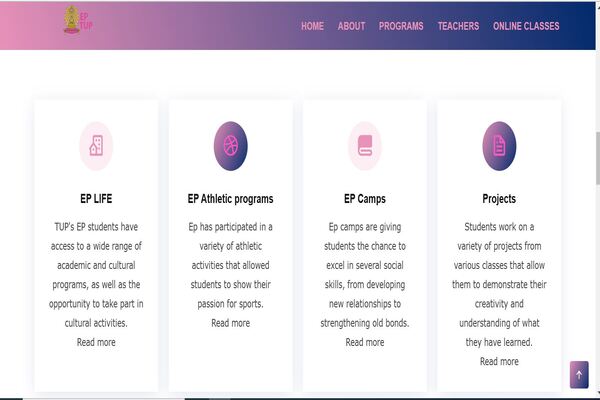 EP
TUP
HOME ABOUT PROGRAMS TEACHERS ONLINE CLASSES
EP LIFE
TUP's EP students have
access to a wide range of
academic and cultural
programs, as well as the
opportunity to take part in
cultural activities.
Read more
EP Athletic programs
Ep has participated in a
variety of athletic
activities that allowed
students to show their
passion for sports.
Read more
EP Camps
Ep camps are giving
students the chance to
excel in several social
skills, from developing
new relationships to
strengthening old bonds.
Read more
Projects
Students work on a
variety of projects from
various classes that allow
them to demonstrate their
creativity and
understanding of what
they have learned.
Read more